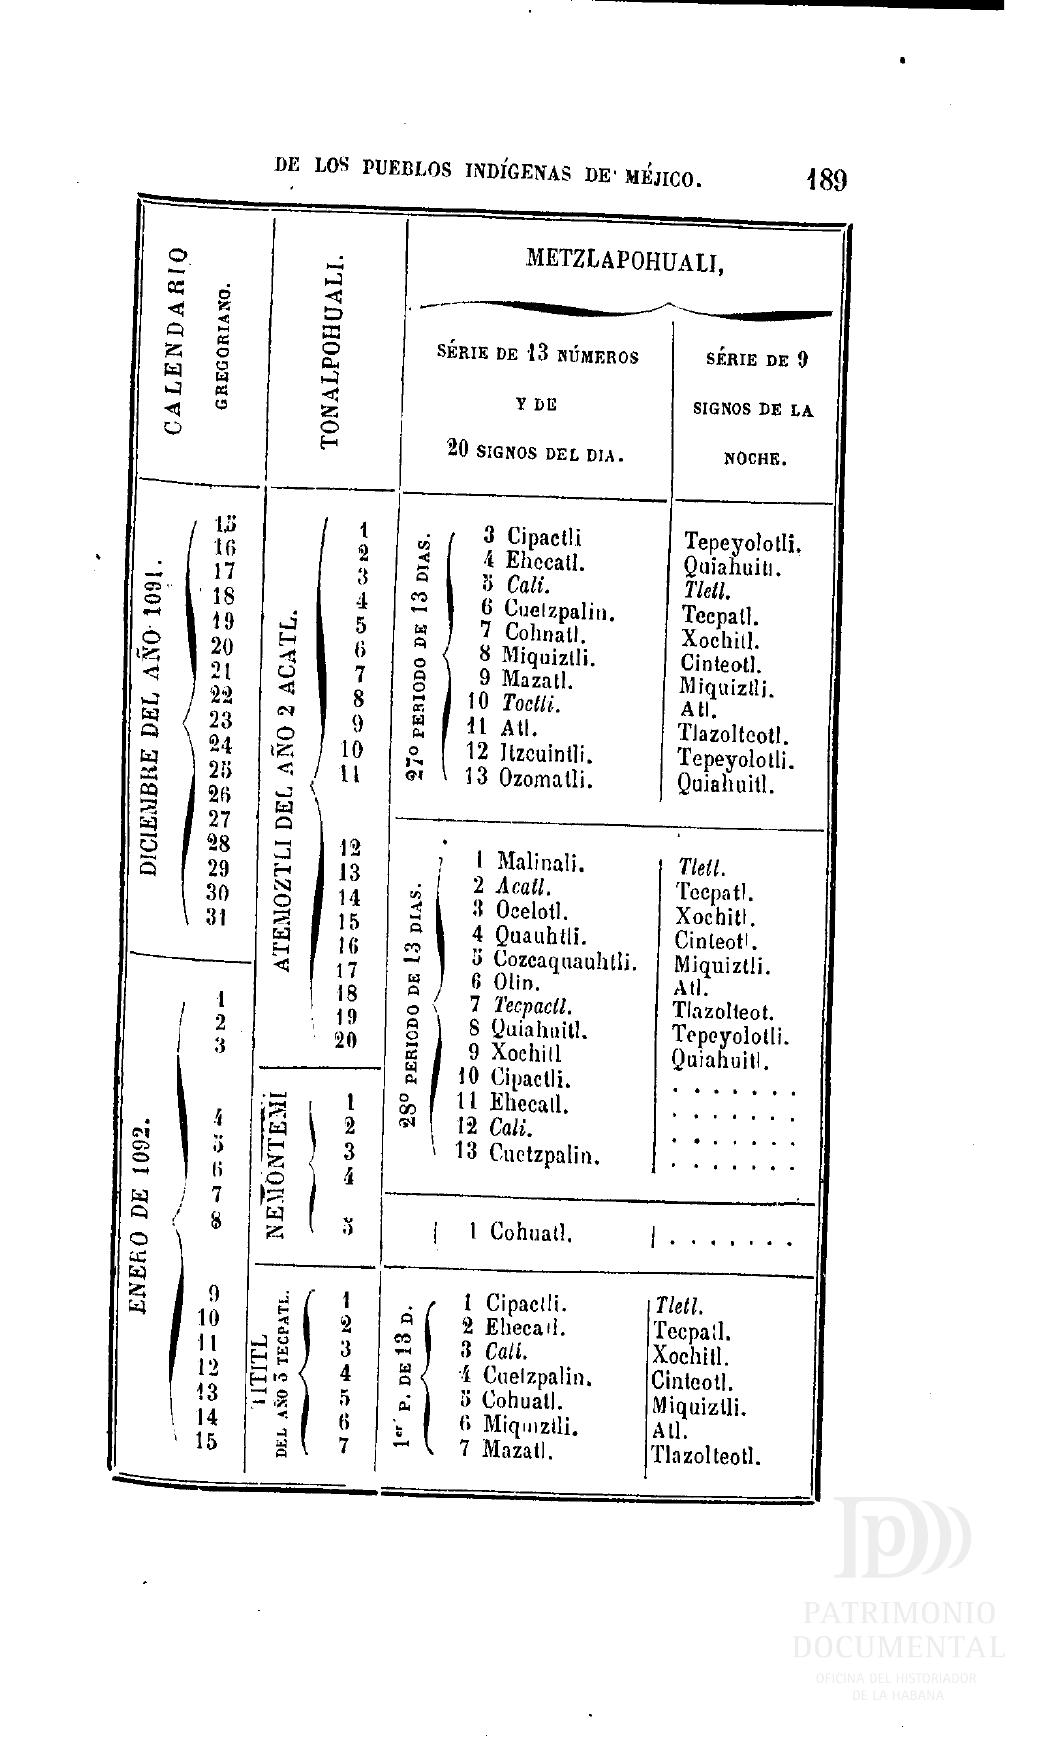 DE LOS PUEBLOS INDÍGENAS DE MÉJICO. 189
CALENDARIO
GREGORIANO.
TONALPOHUALI.
METZLAPOHUALI,
SÉRIE DE 13 NÚMEROS
Y DE
20 SIGNOS DEL DIA.
SÉRIE DE 9
SIGNOS DE LA
NOCHE.
DICIEMBRE DEL AÑO 1091.
ATEMOZTLI DEL AÑO 2 ACATL.
27º PERIODO DE 13 DIAS.
15 1 3 Cipactli Tepeyolotli.
16 2 4 Ehecatl. Quiahuitl.
17 3 5 Cali. Tletl.
18 4 6 Cuetzpalin. Tecpatl.
19 5 7 Cohnatl. Xochitl.
20 6 8 Miquiztli. Cinteotl.
21 7 9 Mazatl. Miquiztli.
22 8 10 Toctli. Atl.
23 9 11 Atl. Tlazolteotl.
24 10 12 Itzcuintli. Tepeyolotli.
25 11 13 Ozomatli. Quiahuitl.
28º PERIODO DE 13 DIAS.
26 12 1 Malinali. Tletl.
27 13 2 Acatl. Tecpatl.
28 14 3 Ocelotl. Xochitl.
29 15 4 Quauhtli. Cinteotl.
30 16 5 Cozcaquauhtli. Miquiztli.
31 17 6 Olin. Atl.
ENERO DE 1092.
1 18 7 Tecpactl. Tlazolteot.
2 19 8 Quiahuitl. Tepeyolotli.
3 20 9 Xochitl Quiahuitl.
NEMONTEMI
4 1 10 Cipactli. . . . . . . .
5 2 11 Ehecatl. . . . . . . .
6 3 12 Cali. . . . . . . .
7 4 13 Cuetzpalin. . . . . . . .
8 5 1 Cohuatl. . . . . . . .
TITITL
DEL AÑO 3 TECPATL.
1er P. DE 13 D.
9 1 1 Cipactli. Tletl.
10 2 2 Ehecatl. Tecpatl.
11 3 3 Cali. Xochitl.
12 4 4 Cuetzpalin. Cinteotl.
13 5 5 Cohuatl. Miquiztli.
14 6 6 Miquiztli. Atl.
15 7 7 Mazatl. Tlazolteotl.
PATRIMONIO
DOCUMENTAL
OFICINA DEL HISTORIADOR
DE LA HABANA